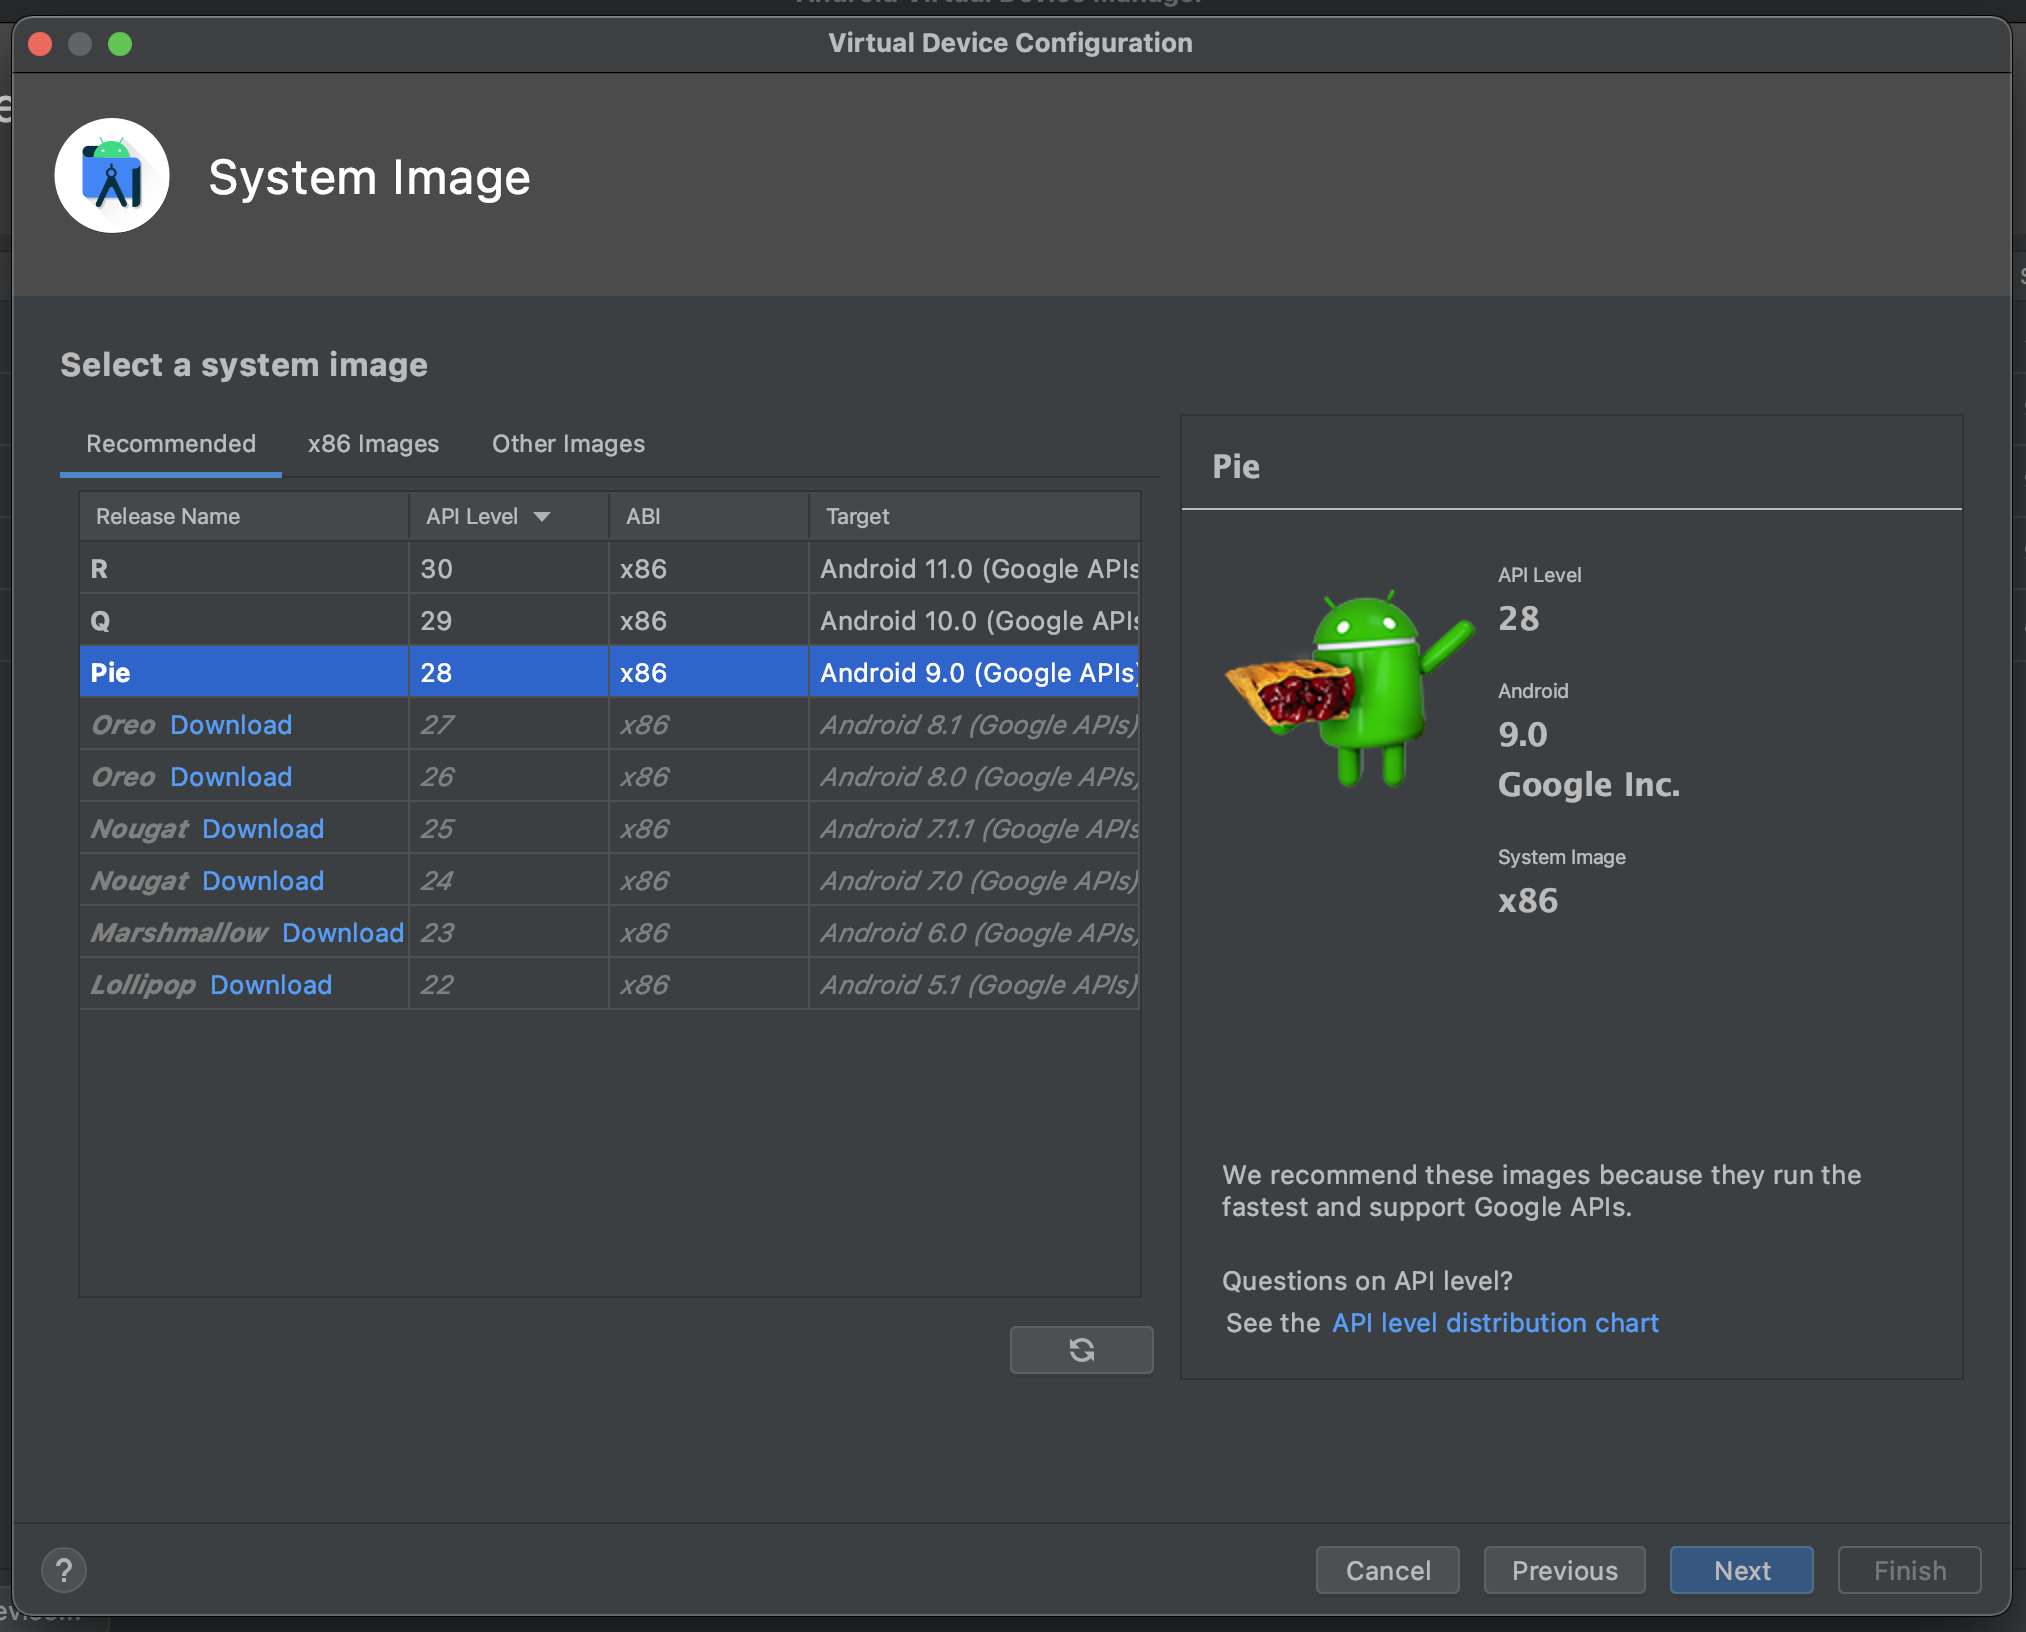 Virtual Device Configuration
System Image
Select a system image
Recommended x86 Images Other Images
Release Name API Level ABI Target
R 30 x86 Android 11.0 (Google APIs
Q 29 x86 Android 10.0 (Google APIs
Pie 28 x86 Android 9.0 (Google APIs)
Oreo Download 27 x86 Android 8.1 (Google APIs)
Oreo Download 26 x86 Android 8.0 (Google APIs)
Nougat Download 25 x86 Android 7.1.1 (Google APIs
Nougat Download 24 x86 Android 7.0 (Google APIs)
Marshmallow Download 23 x86 Android 6.0 (Google APIs)
Lollipop Download 22 x86 Android 5.1 (Google APIs)
Pie
API Level
28
Android
9.0
Google Inc.
System Image
x86
We recommend these images because they run the
fastest and support Google APIs.
Questions on API level?
See the API level distribution chart
? Cancel Previous Next Finish